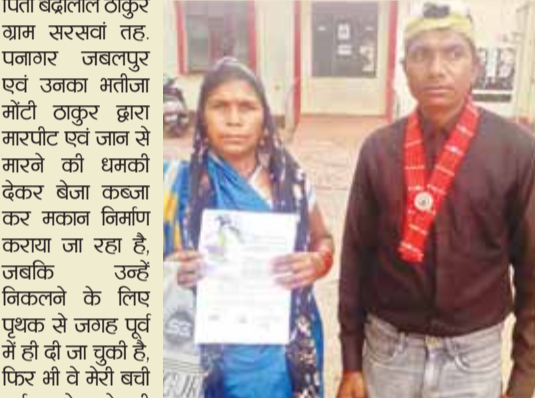 पिता बद्रीलाल ठाकुर
ग्राम सरसवां तह.
पनागर जबलपुर
एवं उनका भतीजा
मोंटी ठाकुर द्वारा
मारपीट एवं जान से
मारने की धमकी
देकर बेजा कब्जा
कर मकान निर्माण
कराया जा रहा है,
जबकि उन्हें
निकलने के लिए
पृथक से जगह पूर्व
में ही दी जा चुकी है,
फिर भी वे मेरी बची